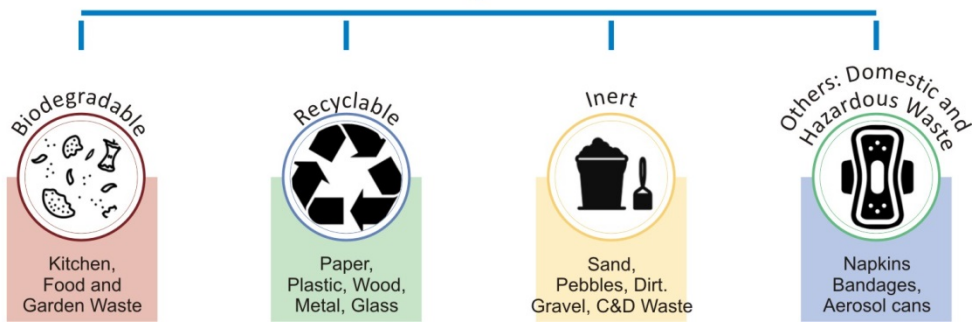 Biodegradable
Kitchen,
Food and
Garden Waste
Recyclable
Paper,
Plastic, Wood,
Metal, Glass
Inert
Sand,
Pebbles, Dirt.
Gravel, C&D Waste
Others: Domestic and
Hazardous Waste
Napkins
Bandages,
Aerosol cans